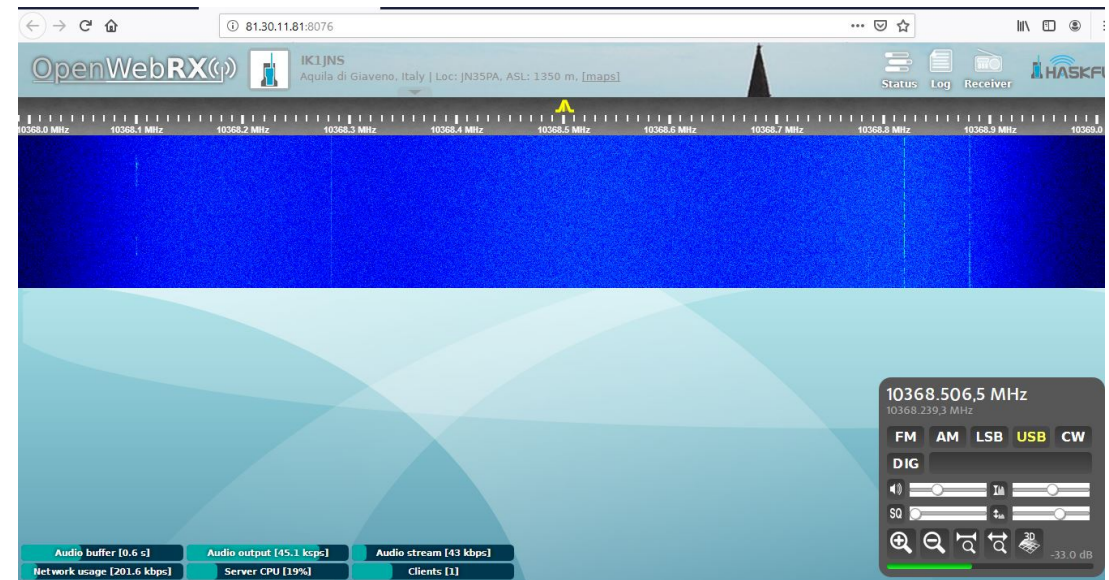 81.30.11.81:8076
OpenWebRX
IK1JNS
Aquila di Giaveno, Italy | Loc: JN35PA, ASL: 1350 m, [maps]
Status Log Receiver
10368.0 MHz 10368.1 MHz 10368.2 MHz 10368.3 MHz 10368.4 MHz 10368.5 MHz 10368.6 MHz 10368.7 MHz 10368.8 MHz 10368.9 MHz 10369.0
10368.506,5 MHz
10368.239,3 MHz
FM AM LSB USB CW
DIG
SQ
3D
-33.0 dB
Audio buffer [0.6 s] Audio output [45.1 ksps] Audio stream [43 kbps]
Network usage [201.6 kbps] Server CPU [19%] Clients [1]